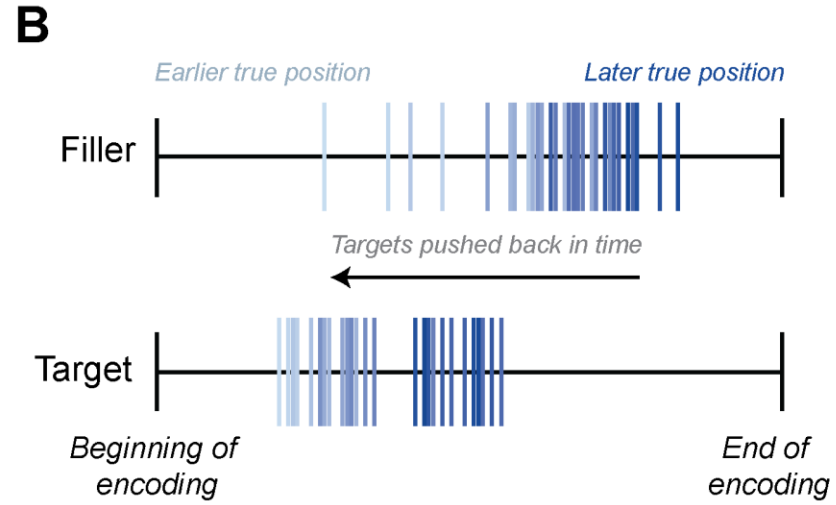 B
Earlier true position
Later true position
Filler
Targets pushed back in time
Target
Beginning of
encoding
End of
encoding